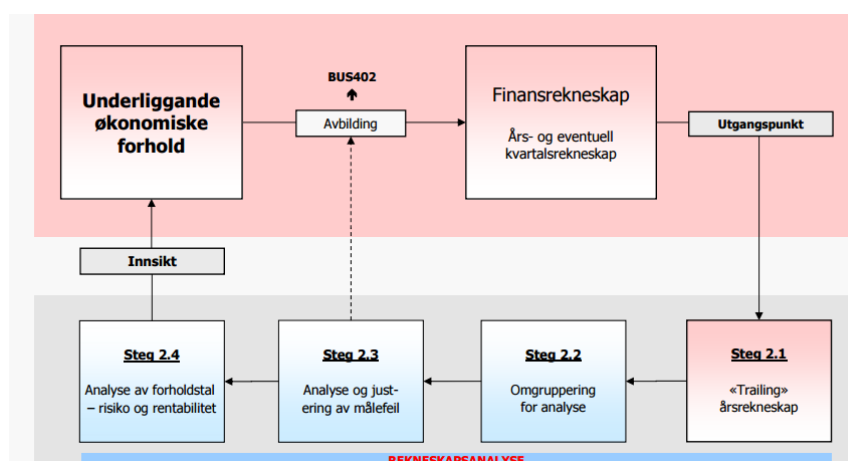 BUS402
Underliggande
økonomiske
forhold
Avbilding
Finansrekneskap
Års- og eventuell
kvartalsrekneskap
Utgangspunkt
Innsikt
Steg 2.4
Analyse av forholdstal
– risiko og rentabilitet
Steg 2.3
Analyse og just-
ering av målefeil
Steg 2.2
Omgruppering
for analyse
Steg 2.1
«Trailing»
årsrekneskap
REKNESKAPSANALYSE